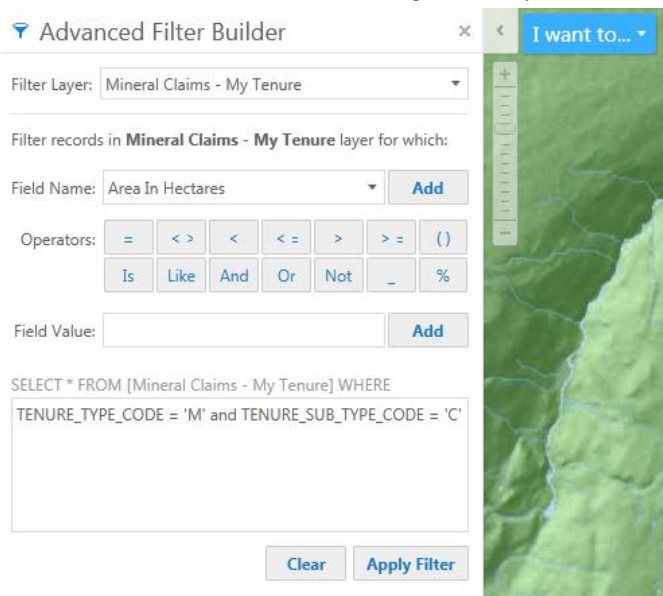 Advanced Filter Builder ×
I want to...
Filter Layer: Mineral Claims - My Tenure
Filter records in Mineral Claims - My Tenure layer for which:
Field Name: Area In Hectares Add
Operators: = < > < < = > > = ( )
Is Like And Or Not _ %
Field Value: Add
SELECT * FROM [Mineral Claims - My Tenure] WHERE
TENURE_TYPE_CODE = 'M' and TENURE_SUB_TYPE_CODE = 'C'
Clear Apply Filter